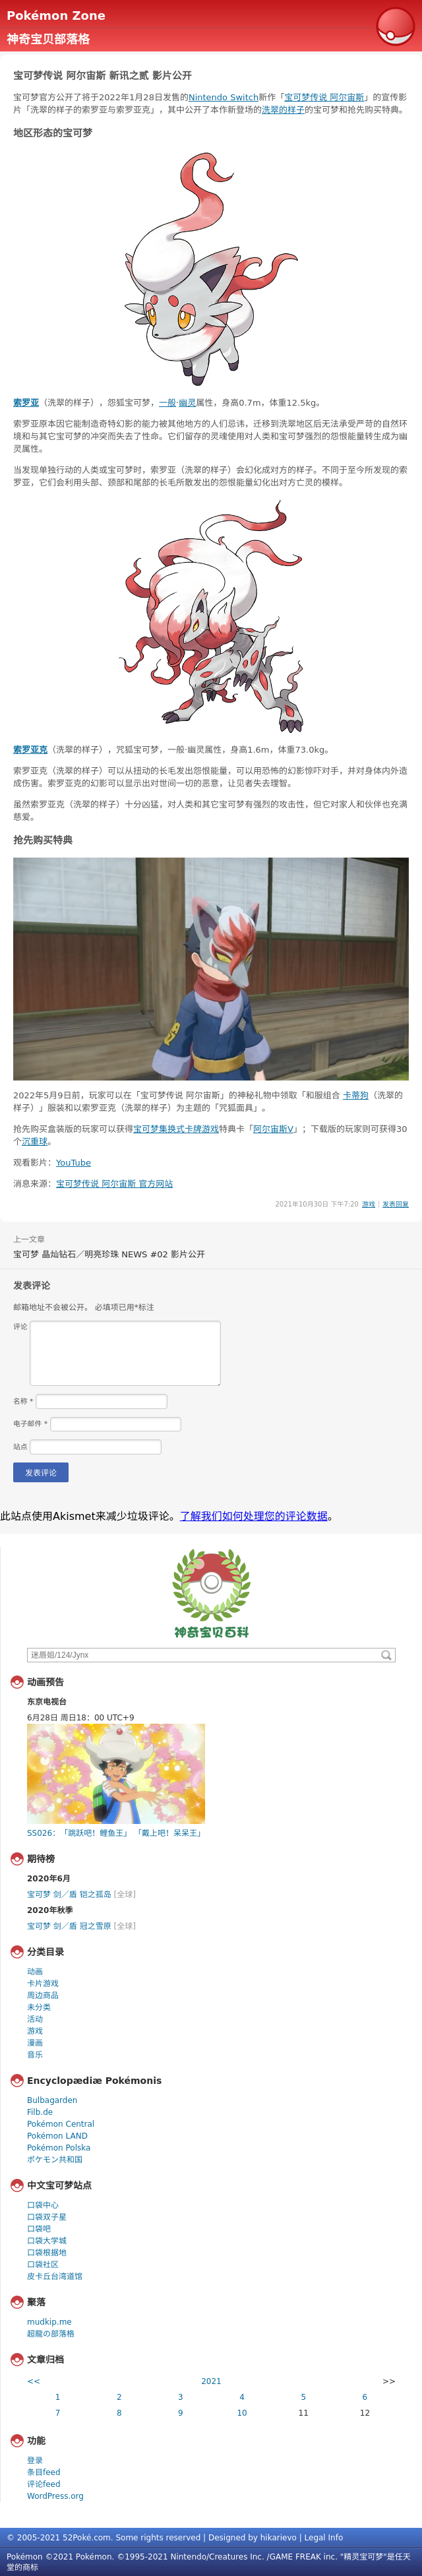 Pokémon Zone
神奇宝贝部落格
宝可梦传说 阿尔宙斯 新讯之贰 影片公开
宝可梦官方公开了将于2022年1月28日发售的Nintendo Switch新作「宝可梦传说 阿尔宙斯」的宣传影
片「洗翠的样子的索罗亚与索罗亚克」，其中公开了本作新登场的洗翠的样子的宝可梦和抢先购买特典。
地区形态的宝可梦
索罗亚（洗翠的样子），怨狐宝可梦，一般·幽灵属性，身高0.7m，体重12.5kg。
索罗亚原本因它能制造奇特幻影的能力被其他地方的人们忌讳，迁移到洗翠地区后无法承受严苛的自然环
境和与其它宝可梦的冲突而失去了性命。它们留存的灵魂使用对人类和宝可梦强烈的怨恨能量转生成为幽
灵属性。
当发现单独行动的人类或宝可梦时，索罗亚（洗翠的样子）会幻化成对方的样子。不同于至今所发现的索
罗亚，它们会利用头部、颈部和尾部的长毛所散发出的怨恨能量幻化出对方亡灵的模样。
索罗亚克（洗翠的样子），咒狐宝可梦，一般·幽灵属性，身高1.6m，体重73.0kg。
索罗亚克（洗翠的样子）可以从扭动的长毛发出怨恨能量，可以用恐怖的幻影惊吓对手，并对身体内外造
成伤害。索罗亚克的幻影可以显示出对世间一切的恶意，让见者失去理智。
虽然索罗亚克（洗翠的样子）十分凶猛，对人类和其它宝可梦有强烈的攻击性，但它对家人和伙伴也充满
慈爱。
抢先购买特典
2022年5月9日前，玩家可以在「宝可梦传说 阿尔宙斯」的神秘礼物中领取「和服组合 卡蒂狗（洗翠的
样子）」服装和以索罗亚克（洗翠的样子）为主题的「咒狐面具」。
抢先购买盒装版的玩家可以获得宝可梦集换式卡牌游戏特典卡「阿尔宙斯V」；下载版的玩家则可获得30
个沉重球。
观看影片：YouTube
消息来源：宝可梦传说 阿尔宙斯 官方网站
2021年10月30日 下午7:20 游戏 | 发表回复
上一文章
宝可梦 晶灿钻石／明亮珍珠 NEWS #02 影片公开
发表评论
邮箱地址不会被公开。 必填项已用*标注
评论
名称 *
电子邮件 *
站点
发表评论
此站点使用Akismet来减少垃圾评论。了解我们如何处理您的评论数据。
神奇宝贝百科
迷唇姐/124/Jynx
动画预告
东京电视台
6月28日 周日18：00 UTC+9
SS026：「跳跃吧！鲤鱼王」「戴上吧！呆呆王」
期待榜
2020年6月
宝可梦 剑／盾 铠之孤岛 [全球]
2020年秋季
宝可梦 剑／盾 冠之雪原 [全球]
分类目录
动画
卡片游戏
周边商品
未分类
活动
游戏
漫画
音乐
Encyclopædiæ Pokémonis
Bulbagarden
Filb.de
Pokémon Central
Pokémon LAND
Pokémon Polska
ポケモン共和国
中文宝可梦站点
口袋中心
口袋双子星
口袋吧
口袋大学城
口袋根据地
口袋社区
皮卡丘台湾道馆
聚落
mudkip.me
超龍の部落格
文章归档
<< 2021 >>
1 2 3 4 5 6
7 8 9 10 11 12
功能
登录
条目feed
评论feed
WordPress.org
© 2005-2021 52Poké.com. Some rights reserved | Designed by hikarievo | Legal Info
Pokémon ©2021 Pokémon. ©1995-2021 Nintendo/Creatures Inc. /GAME FREAK inc. "精灵宝可梦"是任天
堂的商标